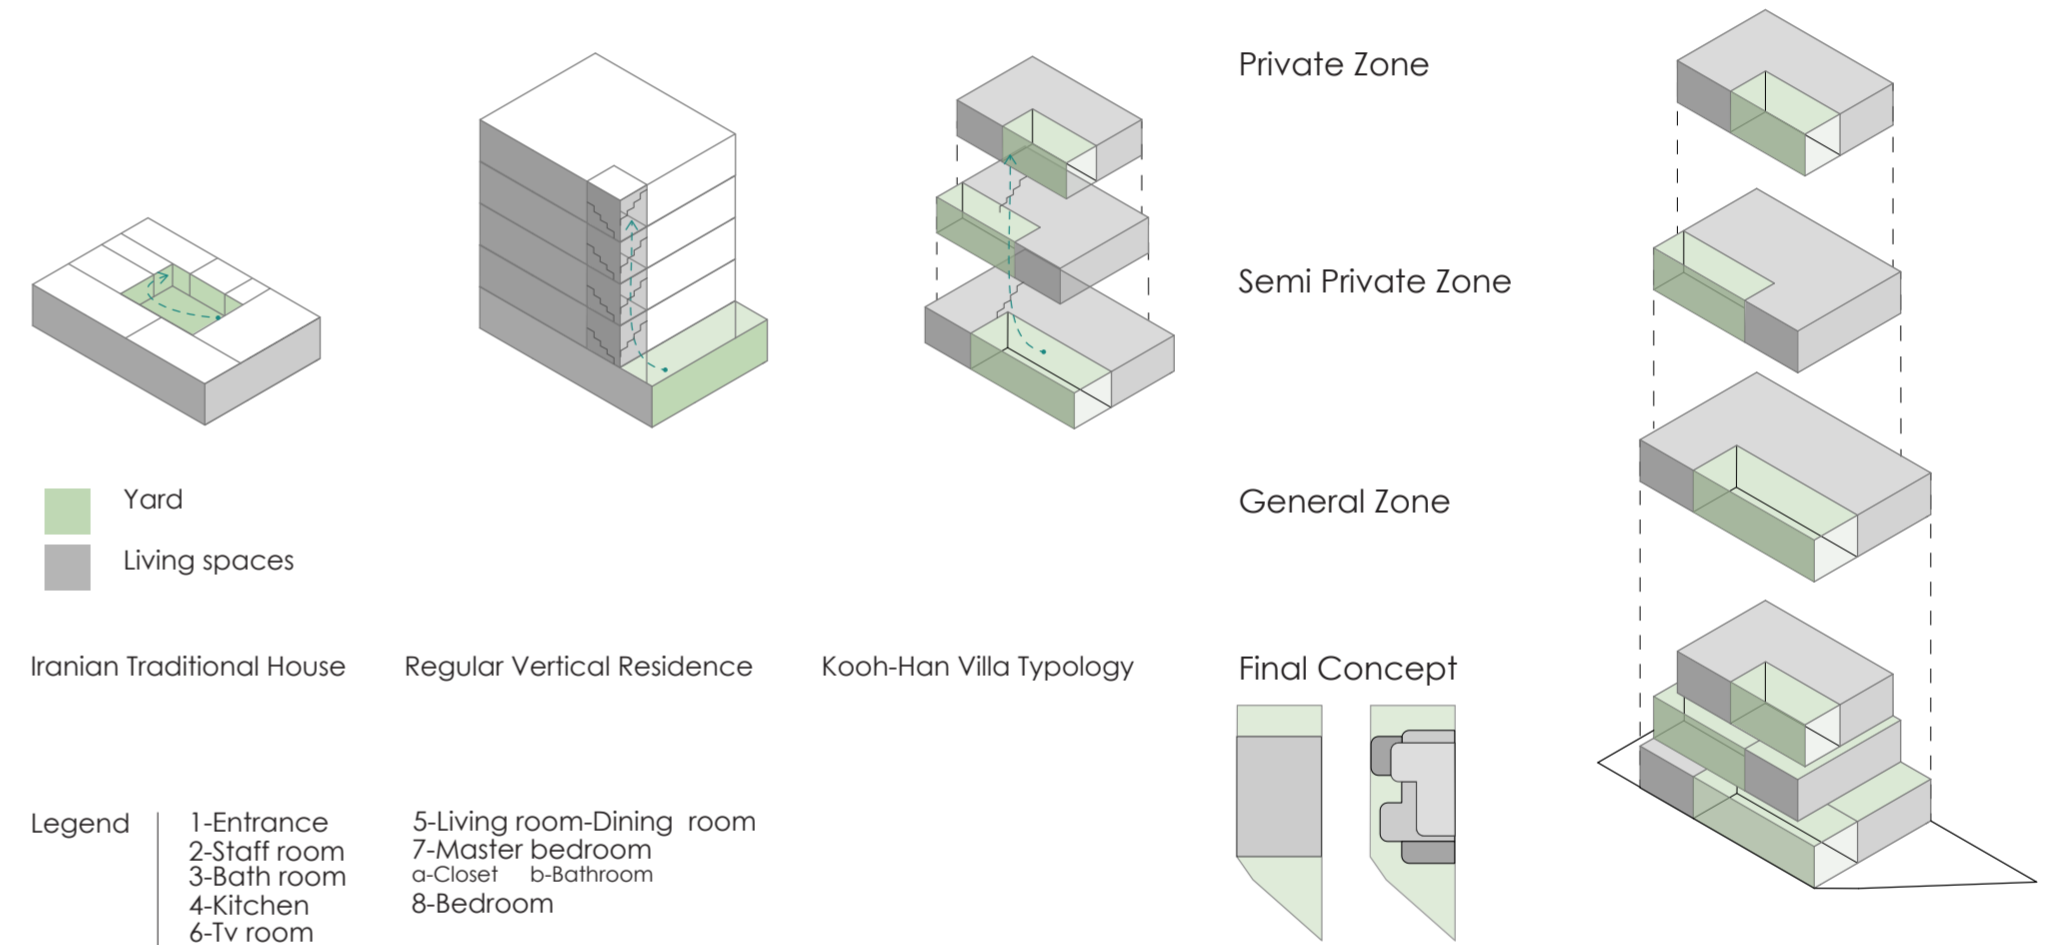 Private Zone
Semi Private Zone
General Zone
Yard
Living spaces
Iranian Traditional House
Regular Vertical Residence
Kooh-Han Villa Typology
Final Concept
Legend
1-Entrance
2-Staff room
3-Bath room
4-Kitchen
6-Tv room
5-Living room-Dining room
7-Master bedroom
a-Closet b-Bathroom
8-Bedroom